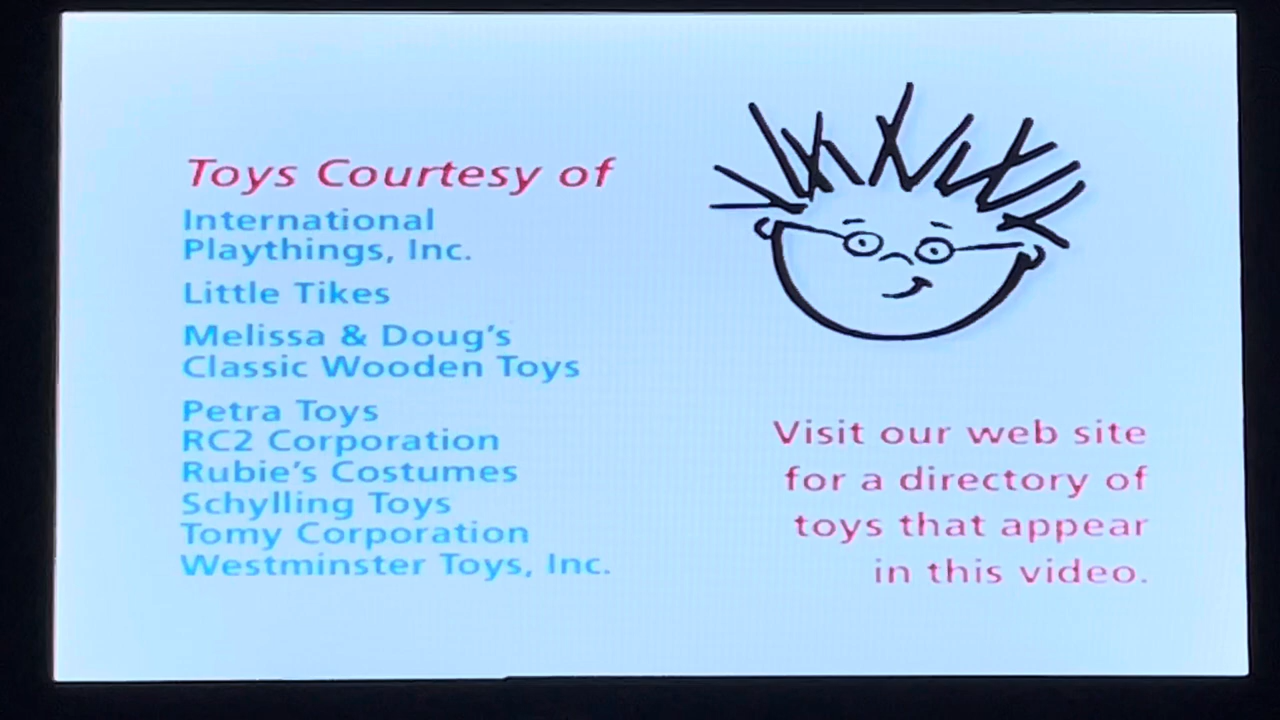 Toys Courtesy of
International
Playthings, Inc.
Little Tikes
Melissa & Doug's
Classic Wooden Toys
Petra Toys
RC2 Corporation
Rubie's Costumes
Schylling Toys
Tomy Corporation
Westminster Toys, Inc.
Visit our web site
for a directory of
toys that appear
in this video.